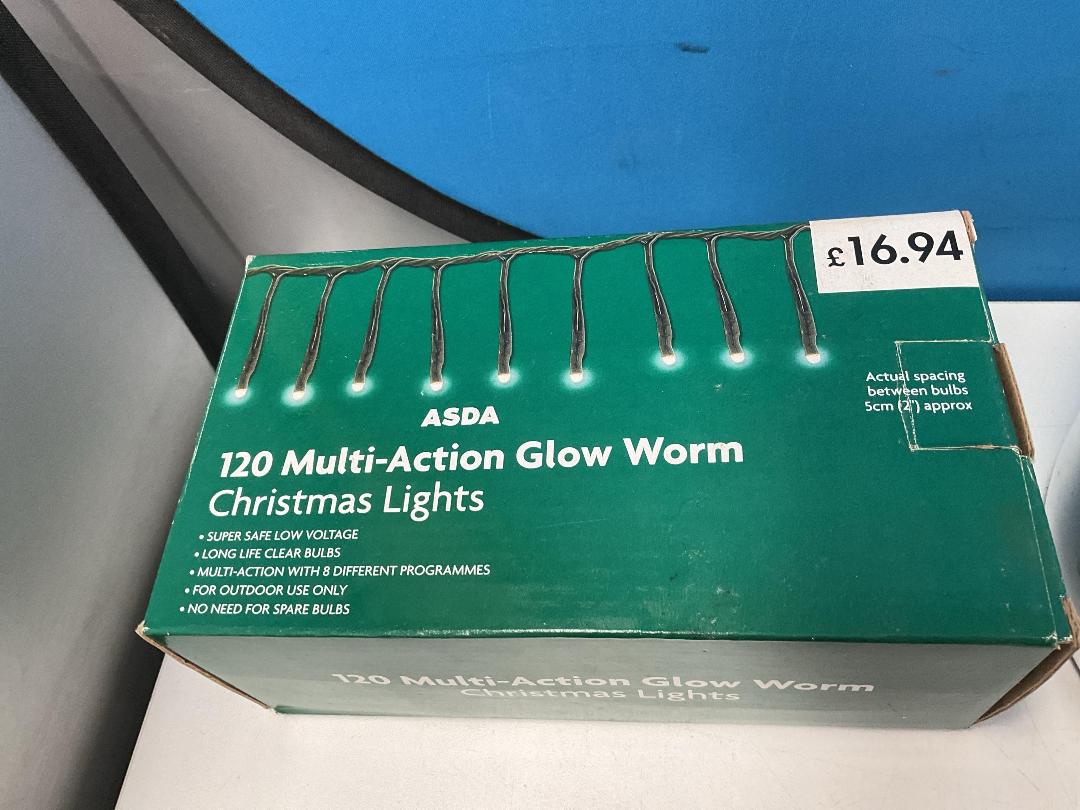 £16.94
Actual spacing
between bulbs
5cm (2") approx
ASDA
120 Multi-Action Glow Worm
Christmas Lights
• SUPER SAFE LOW VOLTAGE
• LONG LIFE CLEAR BULBS
• MULTI-ACTION WITH 8 DIFFERENT PROGRAMMES
• FOR OUTDOOR USE ONLY
• NO NEED FOR SPARE BULBS
120 Multi-Action Glow Worm
Christmas Lights